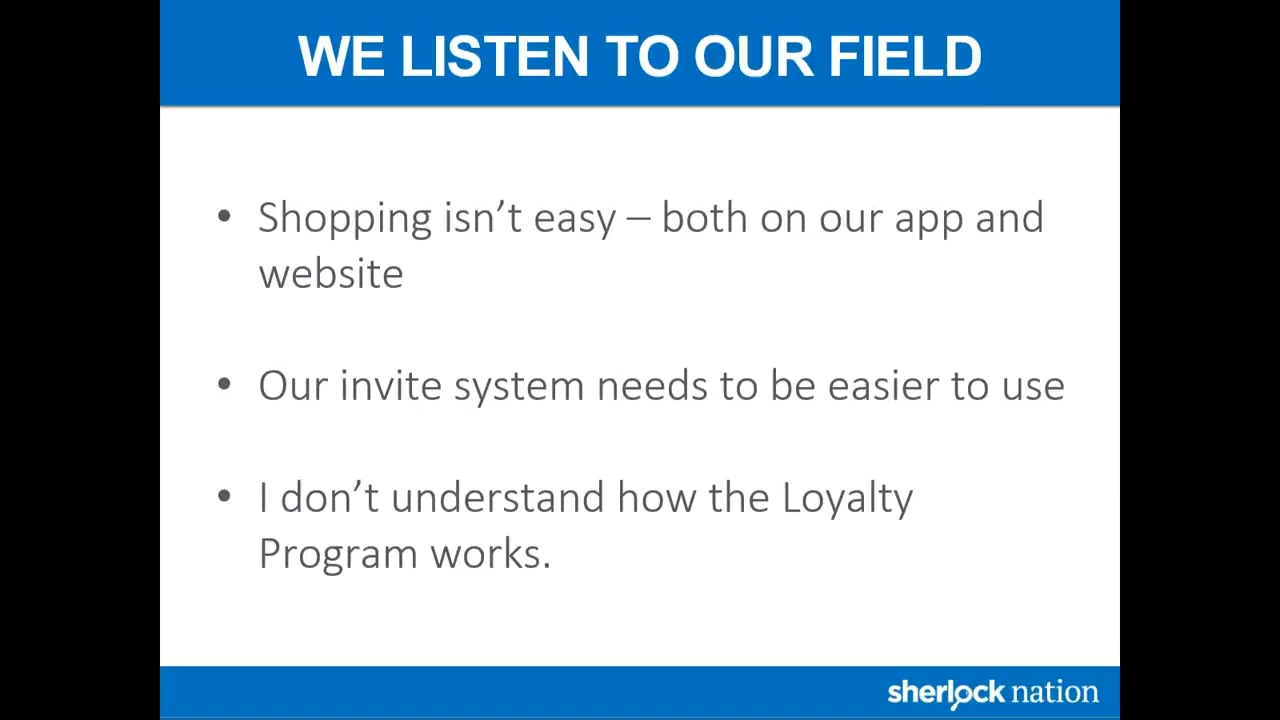 WE LISTEN TO OUR FIELD
• Shopping isn’t easy – both on our app and
website
• Our invite system needs to be easier to use
• I don’t understand how the Loyalty
Program works.
sherlock nation